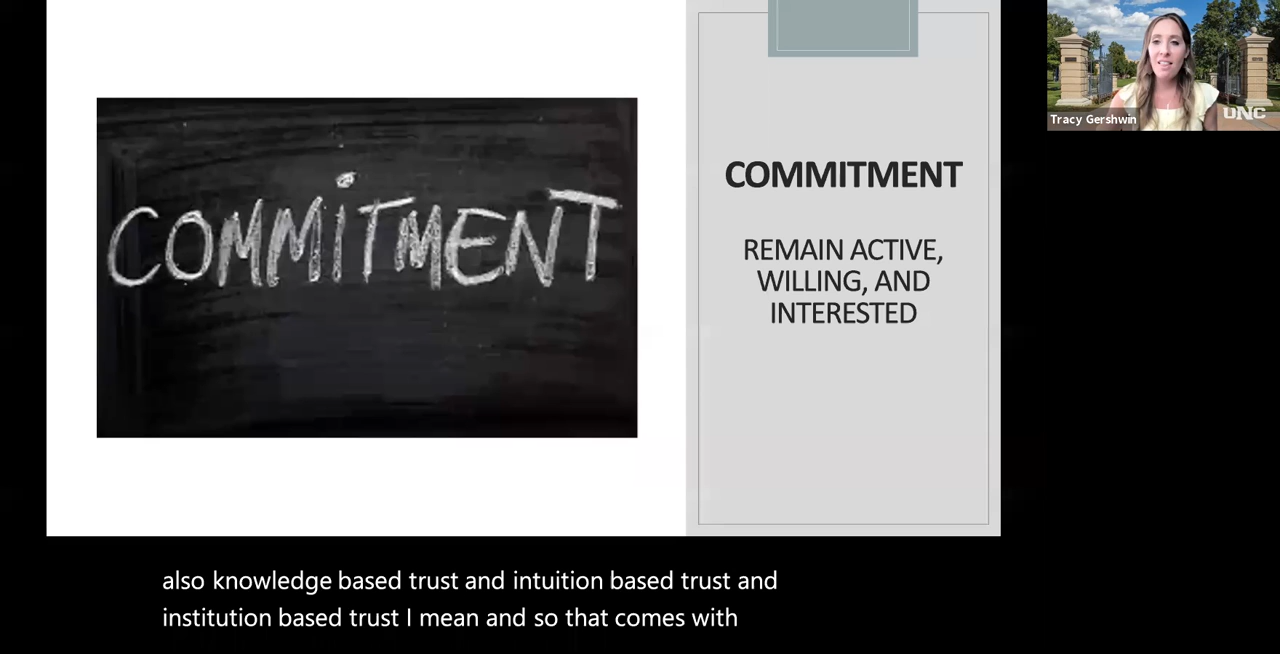 COMMiTMENT
COMMITMENT
REMAIN ACTIVE,
WILLING, AND
INTERESTED
Tracy Gershwin
UNC
also knowledge based trust and intuition based trust and
institution based trust I mean and so that comes with